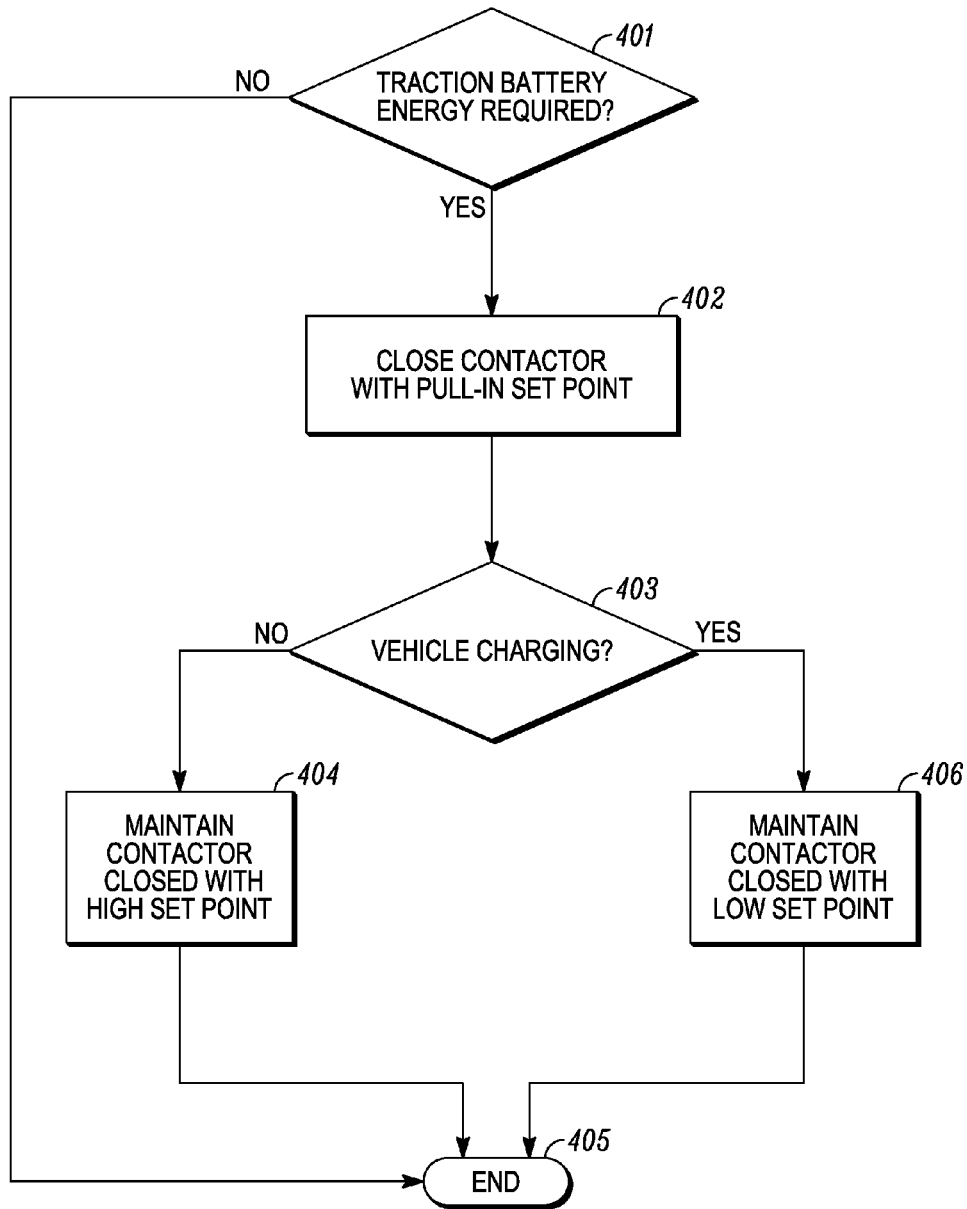 401
NO
TRACTION BATTERY
ENERGY REQUIRED?
YES
402
CLOSE CONTACTOR
WITH PULL-IN SET POINT
403
NO
VEHICLE CHARGING?
YES
404
MAINTAIN
CONTACTOR
CLOSED WITH
HIGH SET POINT
406
MAINTAIN
CONTACTOR
CLOSED WITH
LOW SET POINT
405
END